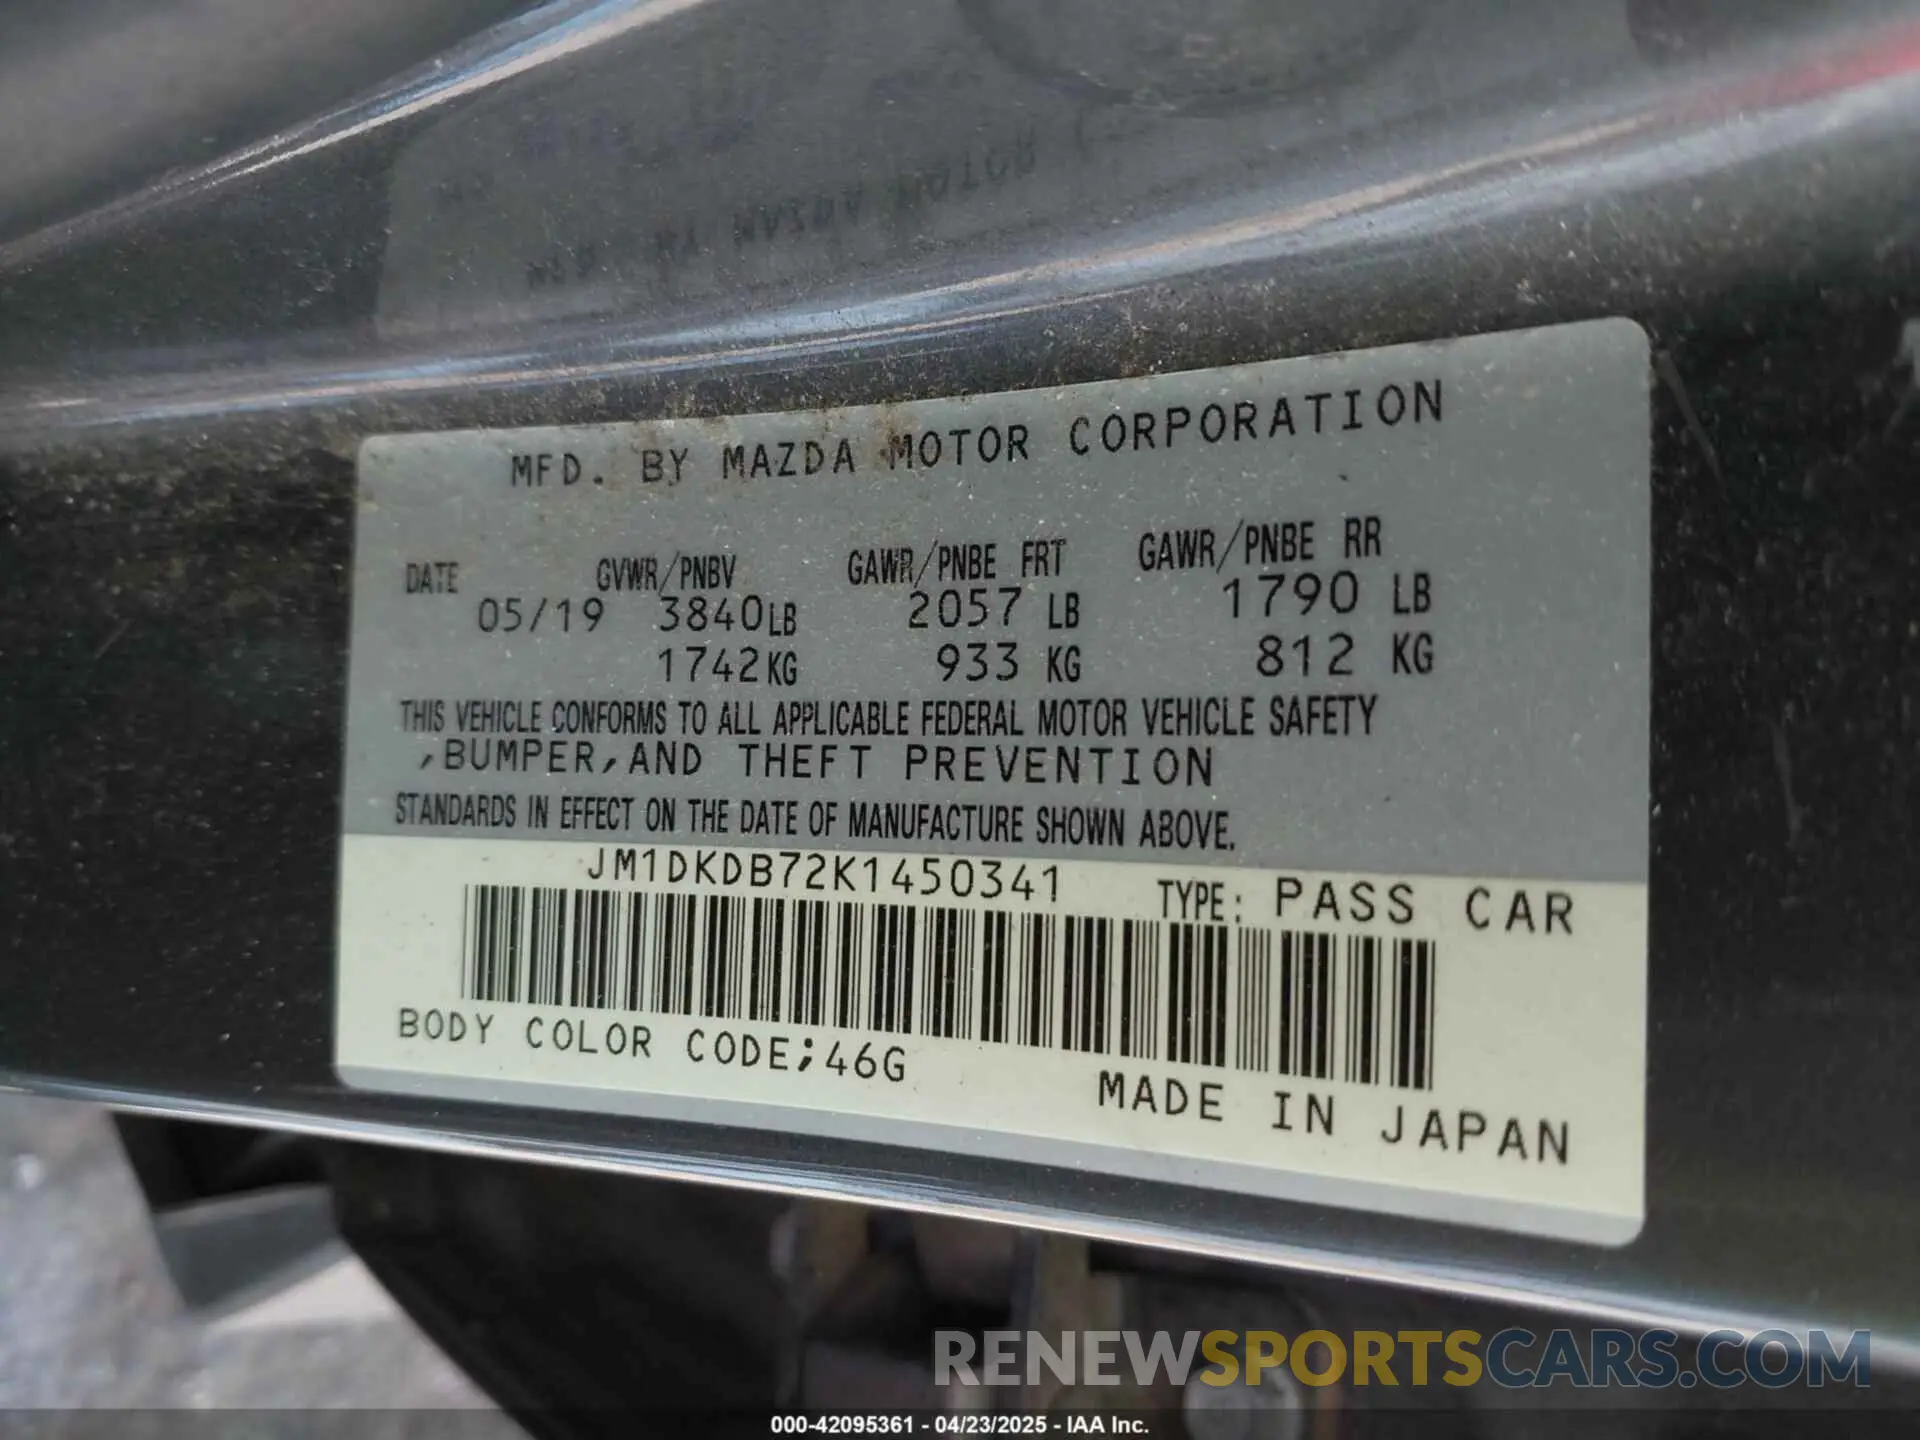 MFD. BY MAZDA MOTOR CORPORATION
DATE GVWR/PNBV GAWR/PNBE FRT GAWR/PNBE RR
05/19 3840LB 2057 LB 1790 LB
1742KG 933 KG 812 KG
THIS VEHICLE CONFORMS TO ALL APPLICABLE FEDERAL MOTOR VEHICLE SAFETY
,BUMPER,AND THEFT PREVENTION
STANDARDS IN EFFECT ON THE DATE OF MANUFACTURE SHOWN ABOVE.
JM1DKDB72K1450341 TYPE: PASS CAR
BODY COLOR CODE;46G
MADE IN JAPAN
RENEWSPORTSCARS.COM
000-42095361 - 04/23/2025 - IAA Inc.